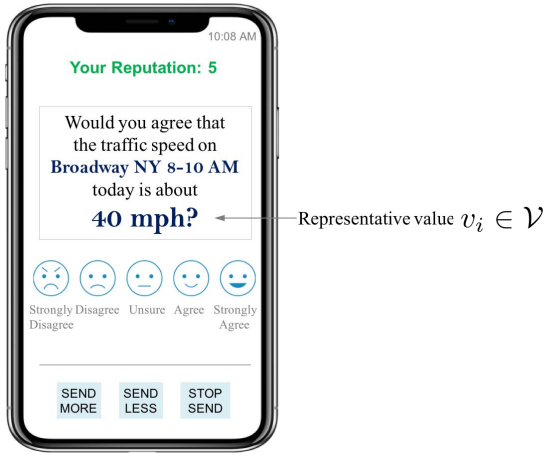 10:08 AM
Your Reputation: 5
Would you agree that
the traffic speed on
Broadway NY 8-10 AM
today is about
40 mph?
Representative value v_i ∈ 𝒱
Strongly Disagree Disagree Unsure Agree Strongly Agree
SEND MORE SEND LESS STOP SEND